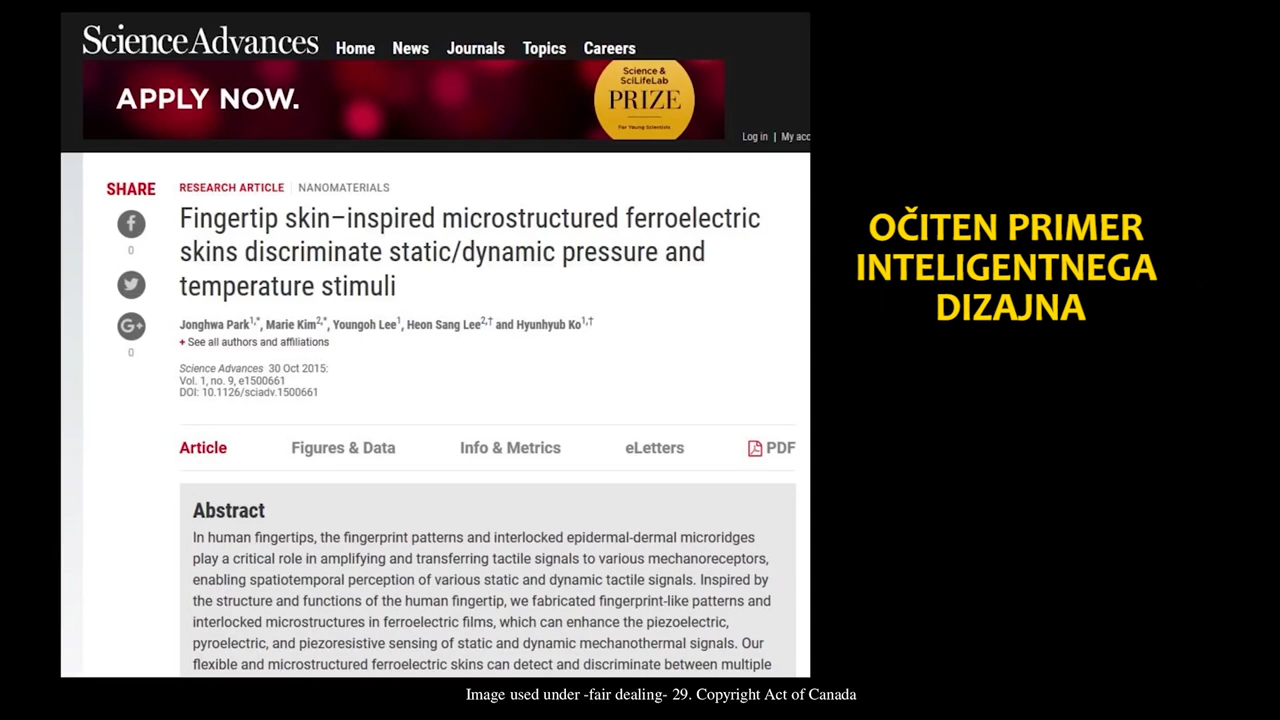 ScienceAdvances Home News Journals Topics Careers
APPLY NOW.
Science &
SciLifeLab
PRIZE
For Young Scientists
Log in | My acc
SHARE
0
0
RESEARCH ARTICLE | NANOMATERIALS
Fingertip skin–inspired microstructured ferroelectric
skins discriminate static/dynamic pressure and
temperature stimuli
Jonghwa Park1,*, Marie Kim2,*, Youngoh Lee1, Heon Sang Lee2,† and Hyunhyub Ko1,†
+ See all authors and affiliations
Science Advances 30 Oct 2015:
Vol. 1, no. 9, e1500661
DOI: 10.1126/sciadv.1500661
Article Figures & Data Info & Metrics eLetters PDF
Abstract
In human fingertips, the fingerprint patterns and interlocked epidermal-dermal microridges
play a critical role in amplifying and transferring tactile signals to various mechanoreceptors,
enabling spatiotemporal perception of various static and dynamic tactile signals. Inspired by
the structure and functions of the human fingertip, we fabricated fingerprint-like patterns and
interlocked microstructures in ferroelectric films, which can enhance the piezoelectric,
pyroelectric, and piezoresistive sensing of static and dynamic mechanothermal signals. Our
flexible and microstructured ferroelectric skins can detect and discriminate between multiple
OČITEN PRIMER
INTELIGENTNEGA
DIZAJNA
Image used under -fair dealing- 29. Copyright Act of Canada